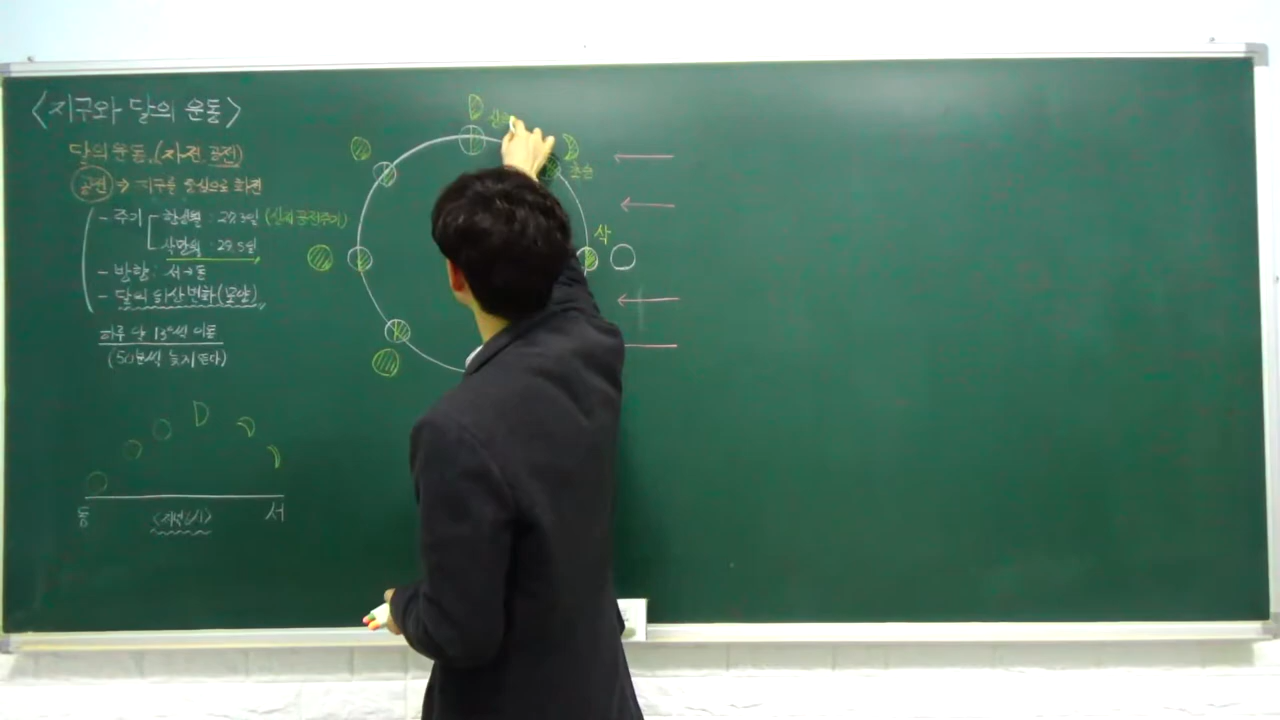 <지구와 달의 운동>
달의 운동 (자전, 공전)
공전 ⇒ 지구를 중심으로 회전
- 주기 항성월 : 27.3일 (실제 공전주기)
삭망월 : 29.5일
- 방향 : 서→동
- 달의 위상변화(모양)
하루 약 13°씩 이동
(50분씩 늦게 뜬다)
동
서
초승
삭